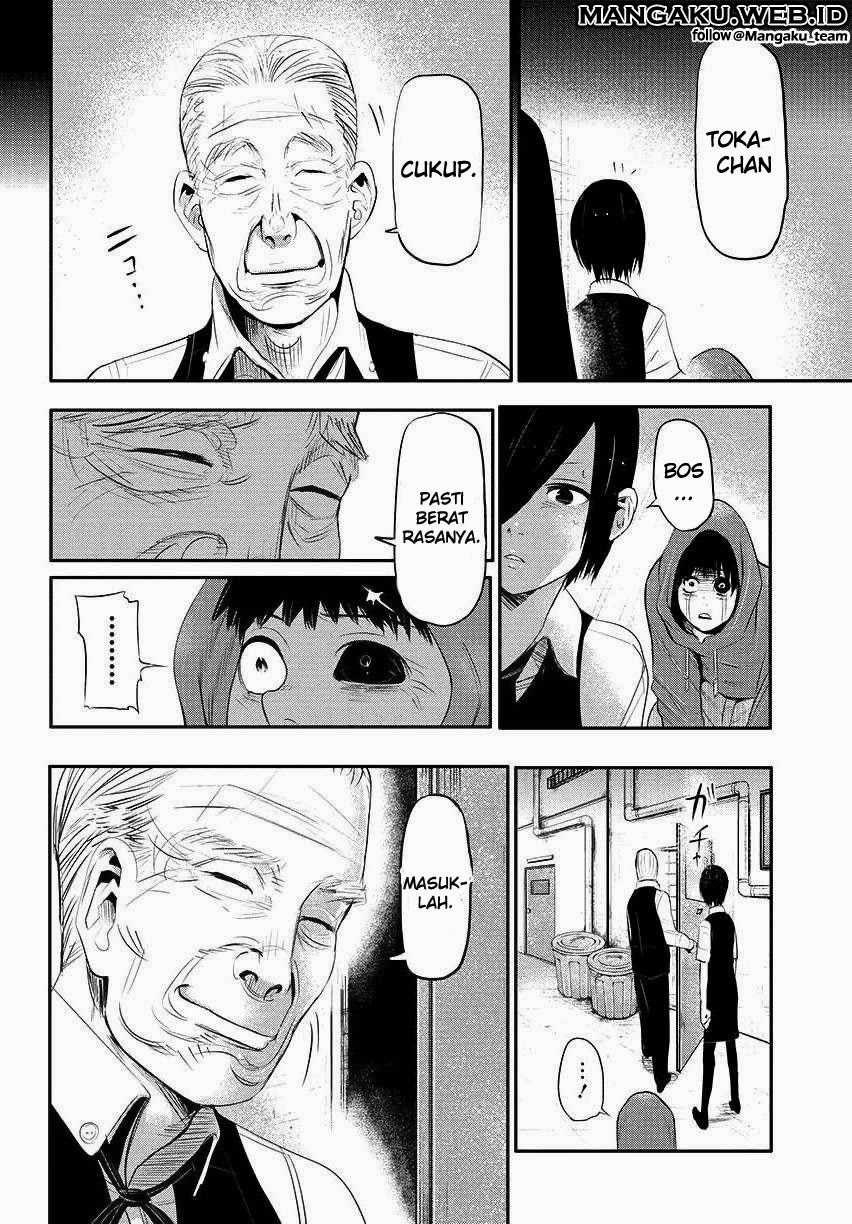 MANGAKU.WEB.ID
follow @Mangaku_team
TOKA-
CHAN
CUKUP.
ニコ...
BOS
...
PASTI
BERAT
RASANYA.
........
ガチャ
....!
MASUK-
LAH.